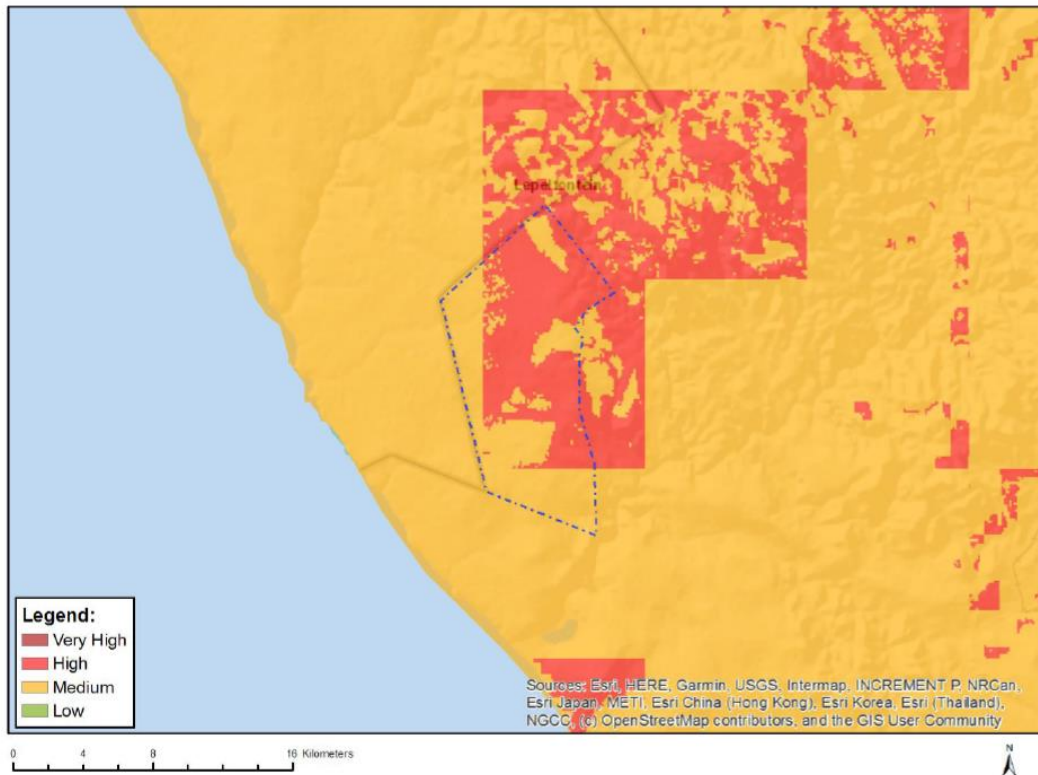 Lepelfontein
Legend:
Very High
High
Medium
Low
Sources: Esri, HERE, Garmin, USGS, Intermap, INCREMENT P, NRCan,
Esri Japan, METI, Esri China (Hong Kong), Esri Korea, Esri (Thailand),
NGCC, (c) OpenStreetMap contributors, and the GIS User Community
0 4 8 16 Kilometers
N